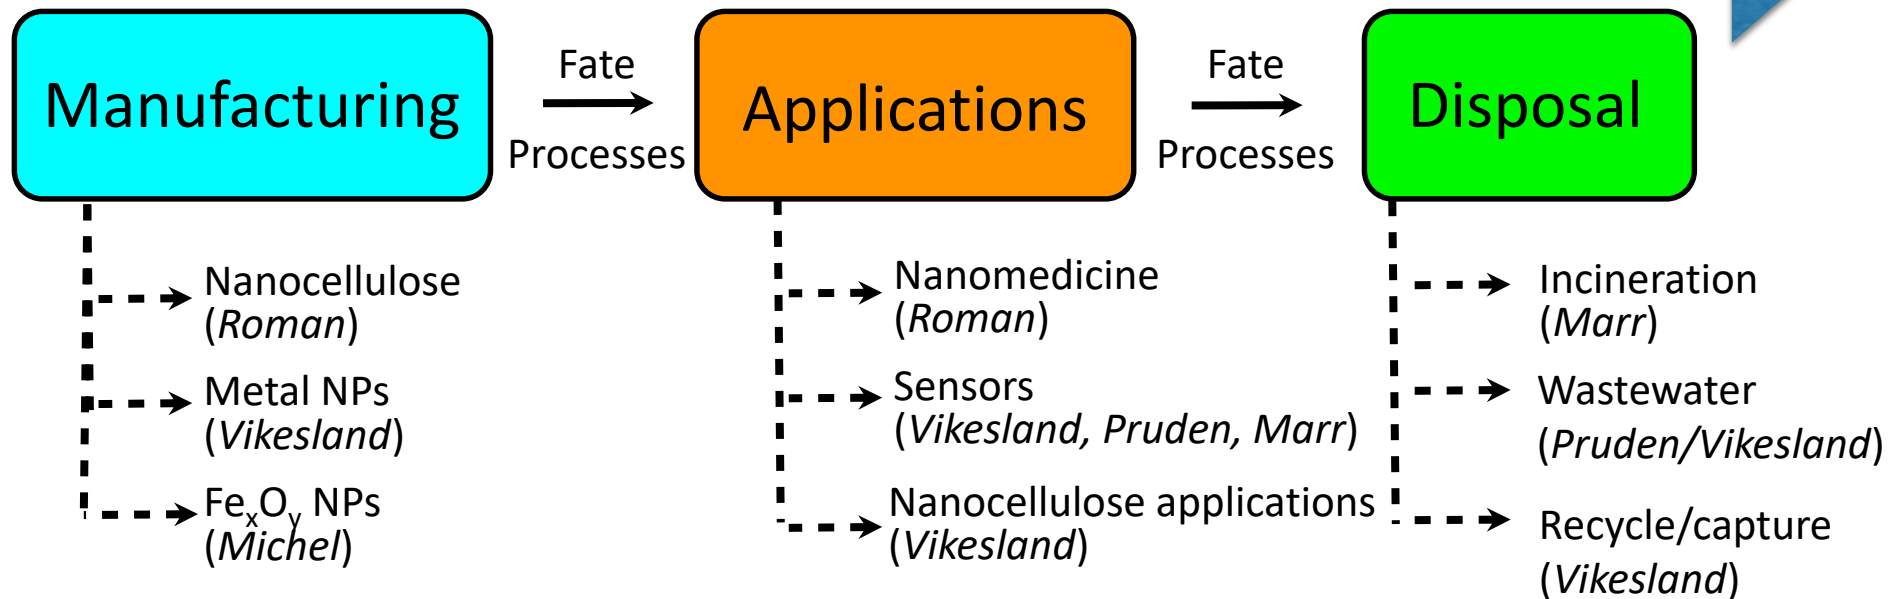 Manufacturing
Fate
Processes
Applications
Fate
Processes
Disposal
Nanocellulose
(Roman)
Metal NPs
(Vikesland)
FexOy NPs
(Michel)
Nanomedicine
(Roman)
Sensors
(Vikesland, Pruden, Marr)
Nanocellulose applications
(Vikesland)
Incineration
(Marr)
Wastewater
(Pruden/Vikesland)
Recycle/capture
(Vikesland)